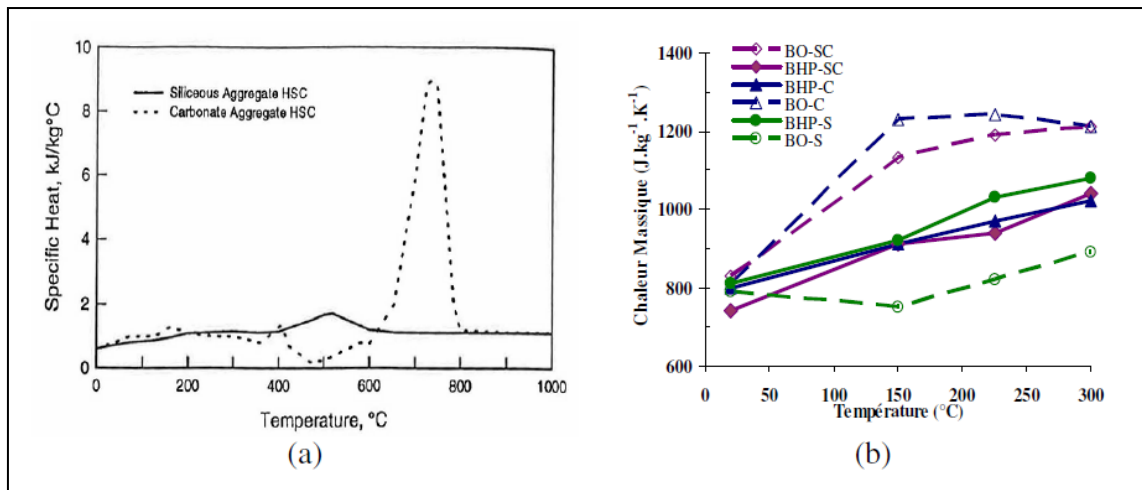 10
8
6
4
2
0
Specific Heat, kJ/kg°C
Siliceous Aggregate HSC
Carbonate Aggregate HSC
0 200 400 600 800 1000
Temperature, °C
(a)
1400
1200
1000
800
600
Chaleur Massique (J.kg⁻¹.K⁻¹)
BO-SC
BHP-SC
BHP-C
BO-C
BHP-S
BO-S
0 50 100 150 200 250 300
Température (°C)
(b)